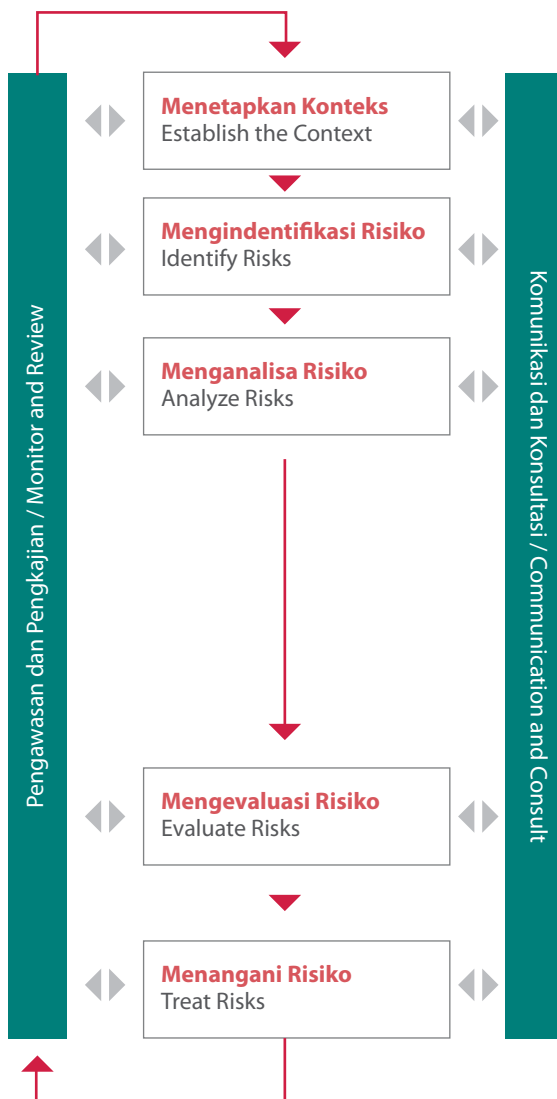 Menetapkan Konteks
Establish the Context
Mengindentifikasi Risiko
Identify Risks
Menganalisa Risiko
Analyze Risks
Mengevaluasi Risiko
Evaluate Risks
Menangani Risiko
Treat Risks
Pengawasan dan Pengkajian / Monitor and Review
Komunikasi dan Konsultasi / Communication and Consult